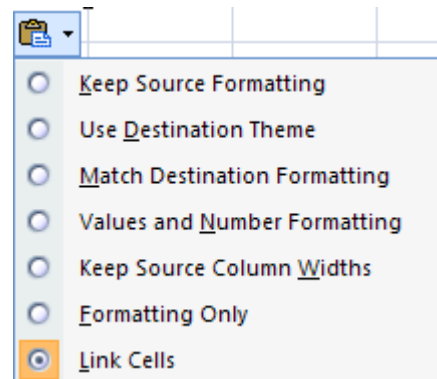 Keep Source Formatting
Use Destination Theme
Match Destination Formatting
Values and Number Formatting
Keep Source Column Widths
Formatting Only
Link Cells